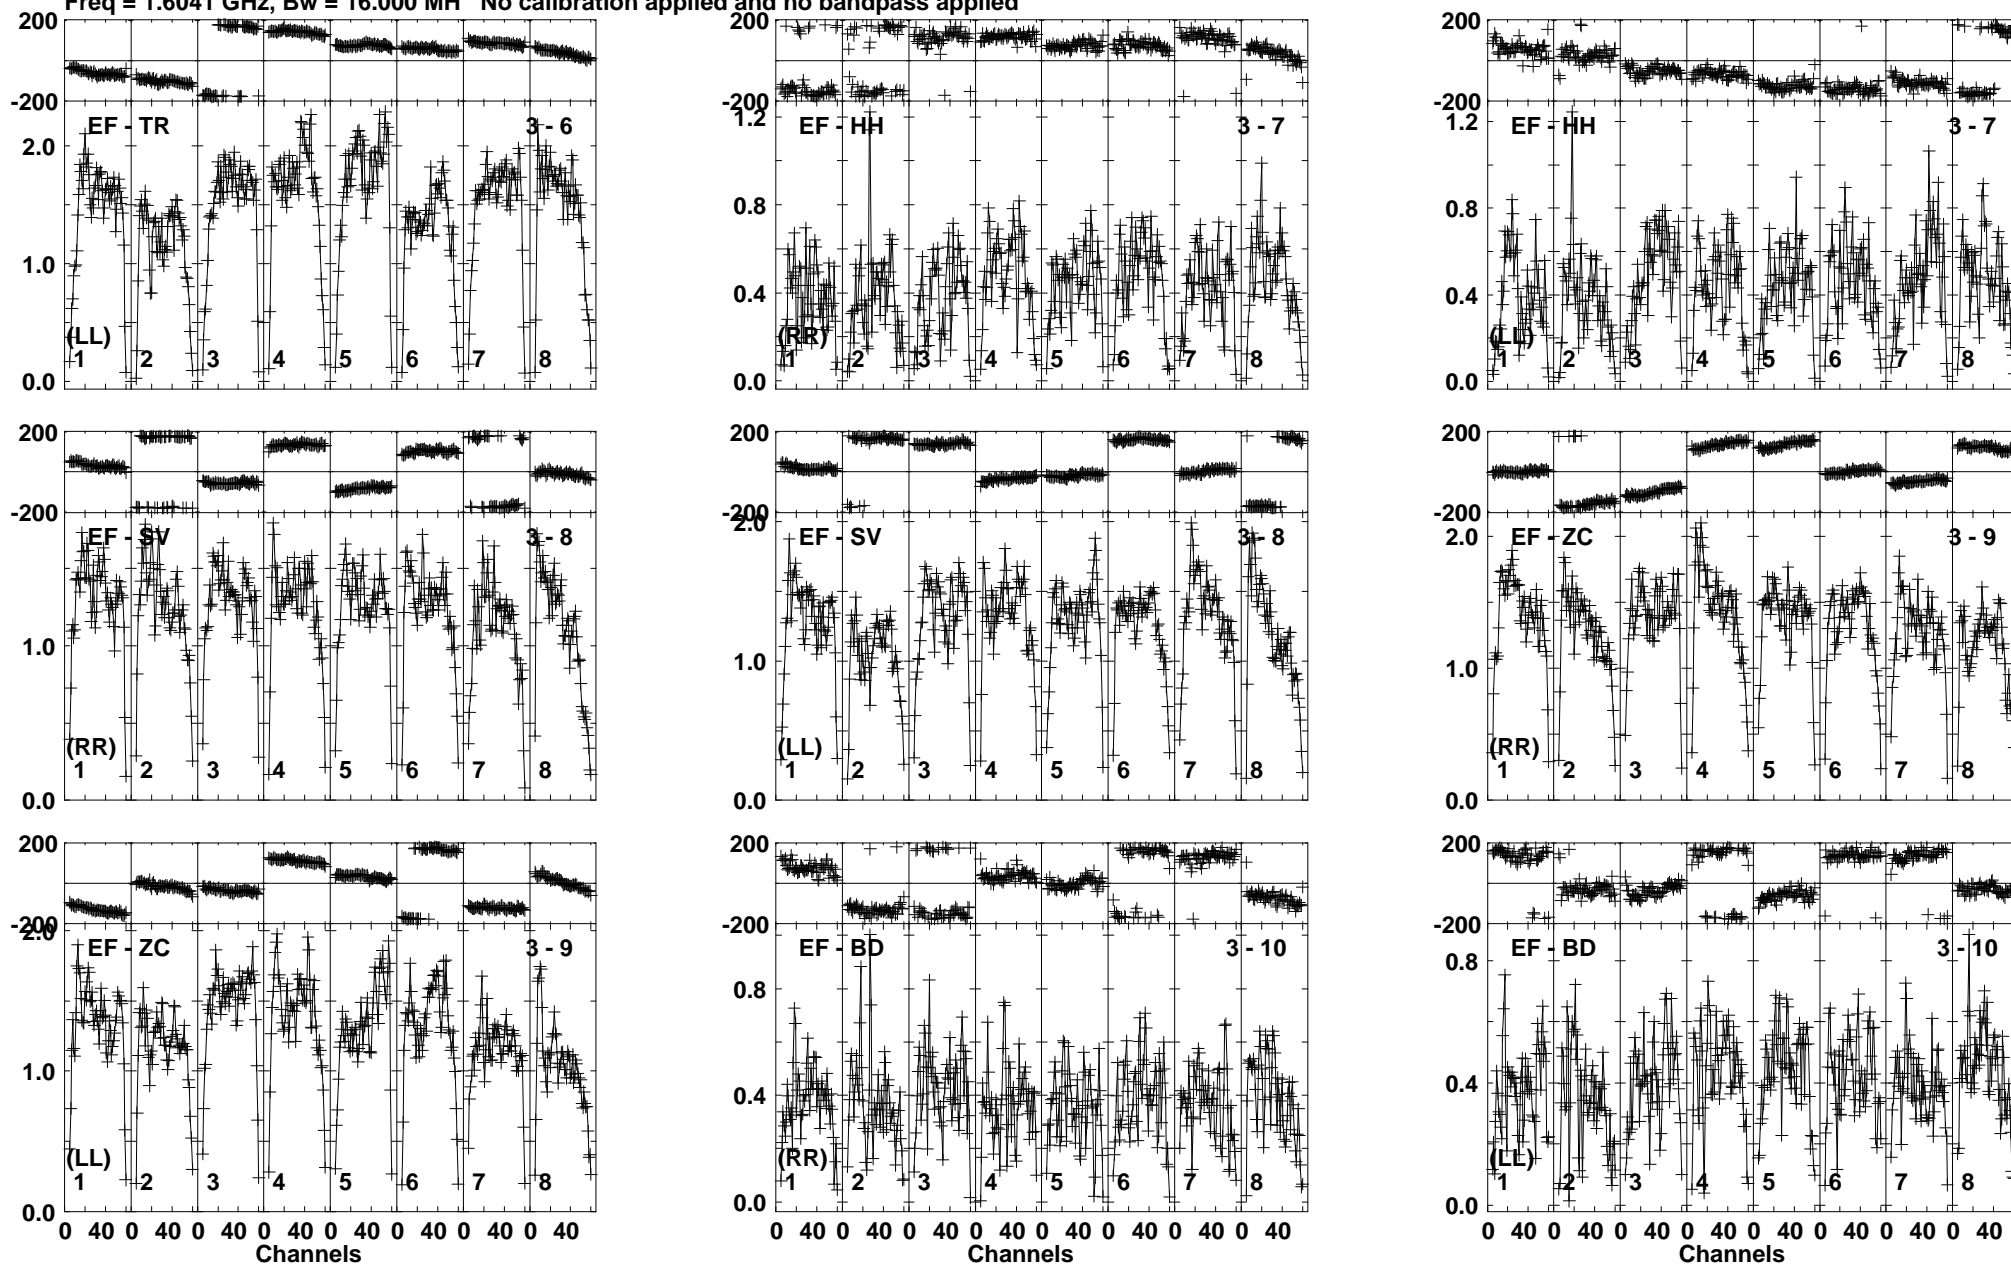 Freq = 1.6041 GHz, Bw = 16.000 MH No calibration applied and no bandpass applied
200 200 200
-200 -200 -200
EF - TR 3 - 6 EF - HH 3 - 7 EF - HH 3 - 7
2.0 1.2 1.2
0.8 0.8
1.0 0.4 0.4
(LL) (RR) (LL)
1 2 3 4 5 6 7 8 1 2 3 4 5 6 7 8 1 2 3 4 5 6 7 8
0.0 0.0 0.0
200 200 200
-200 -200 -200
EF - SV 3 - 8 EF - SV 3 - 8 EF - ZC 3 - 9
2.0 2.0
1.0 1.0 1.0
(RR) (LL) (RR)
1 2 3 4 5 6 7 8 1 2 3 4 5 6 7 8 1 2 3 4 5 6 7 8
0.0 0.0 0.0
200 200 200
-200 -200 -200
EF - ZC 3 - 9 EF - BD 3 - 10 EF - BD 3 - 10
2.0 0.8 0.8
1.0 0.4 0.4
(LL) (RR) (LL)
1 2 3 4 5 6 7 8 1 2 3 4 5 6 7 8 1 2 3 4 5 6 7 8
0.0 0.0 0.0
0 40 0 40 0 40 0 40 0 40 0 40 0 40 0 40 0 40 0 40 0 40 0 40 0 40 0 40 0 40 0 40 0 40 0 40 0 40 0 40 0 40 0 40 0 40 0 40
Channels Channels Channels